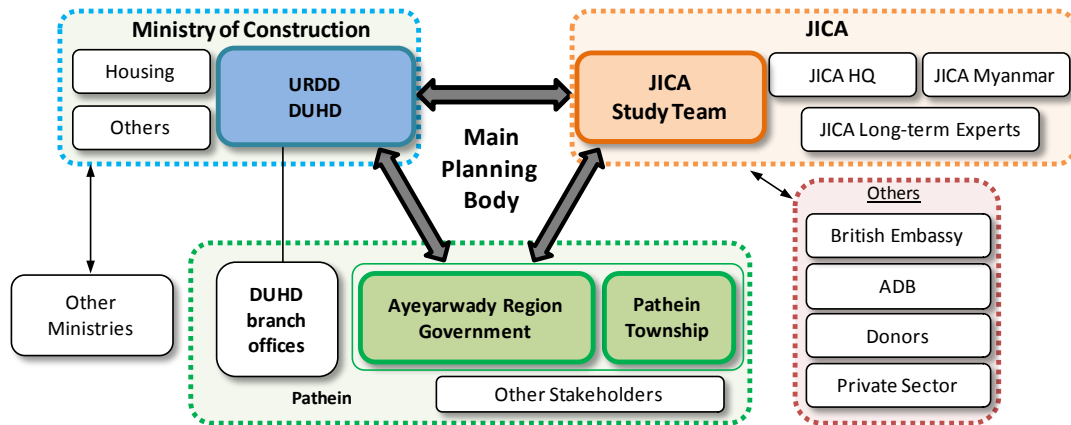 Ministry of Construction
Housing
Others
URDD
DUHD
JICA
JICA
Study Team
JICA HQ
JICA Myanmar
JICA Long-term Experts
Main
Planning
Body
Others
British Embassy
ADB
Donors
Private Sector
Other
Ministries
DUHD
branch
offices
Ayeyarwady Region
Government
Pathein
Township
Pathein
Other Stakeholders